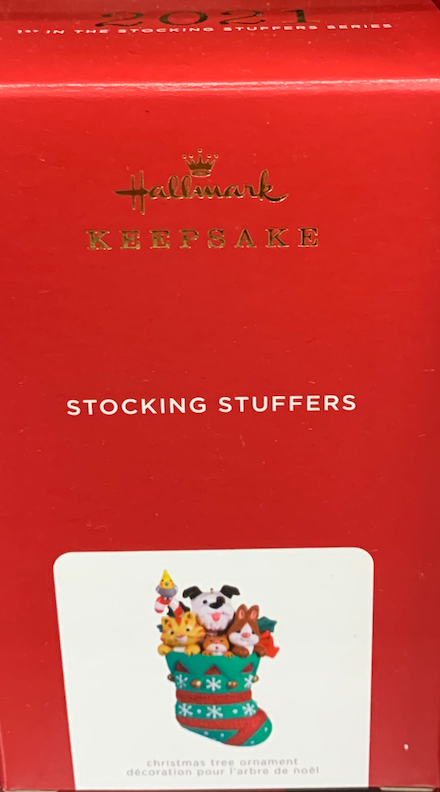 2021
1ST IN THE STOCKING STUFFERS SERIES
Hallmark
KEEPSAKE
STOCKING STUFFERS
christmas tree ornament
décoration pour l'arbre de noël